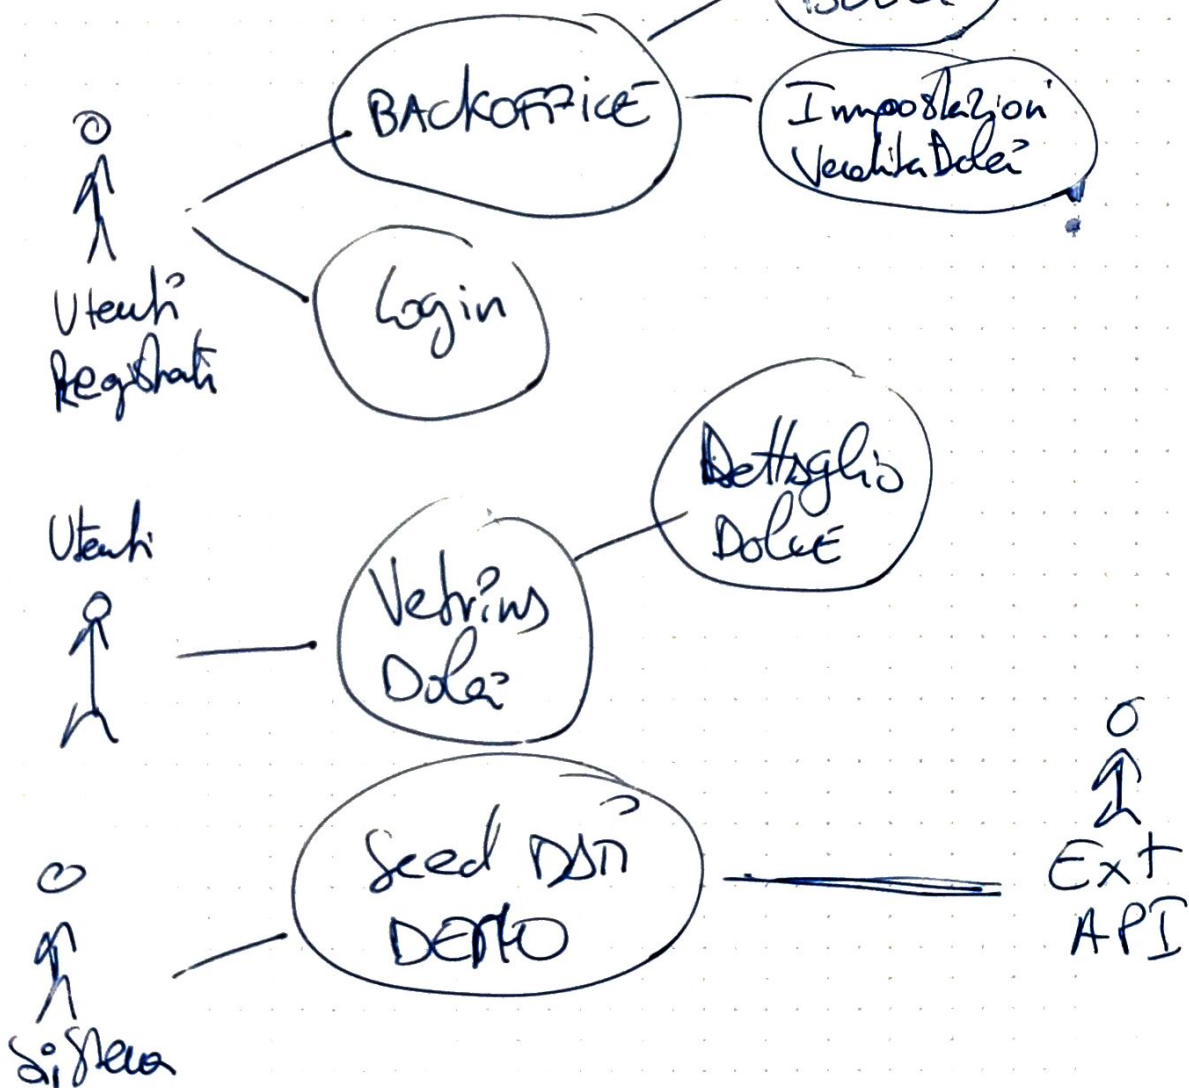 BACKOFFICE
Impostazioni
Vendita Dolci
Utenti
Registrati
Login
Dettaglio
Dolce
Utenti
Vetrina
Dolci
Seed Dati
DEMO
Ext
API
Sistema